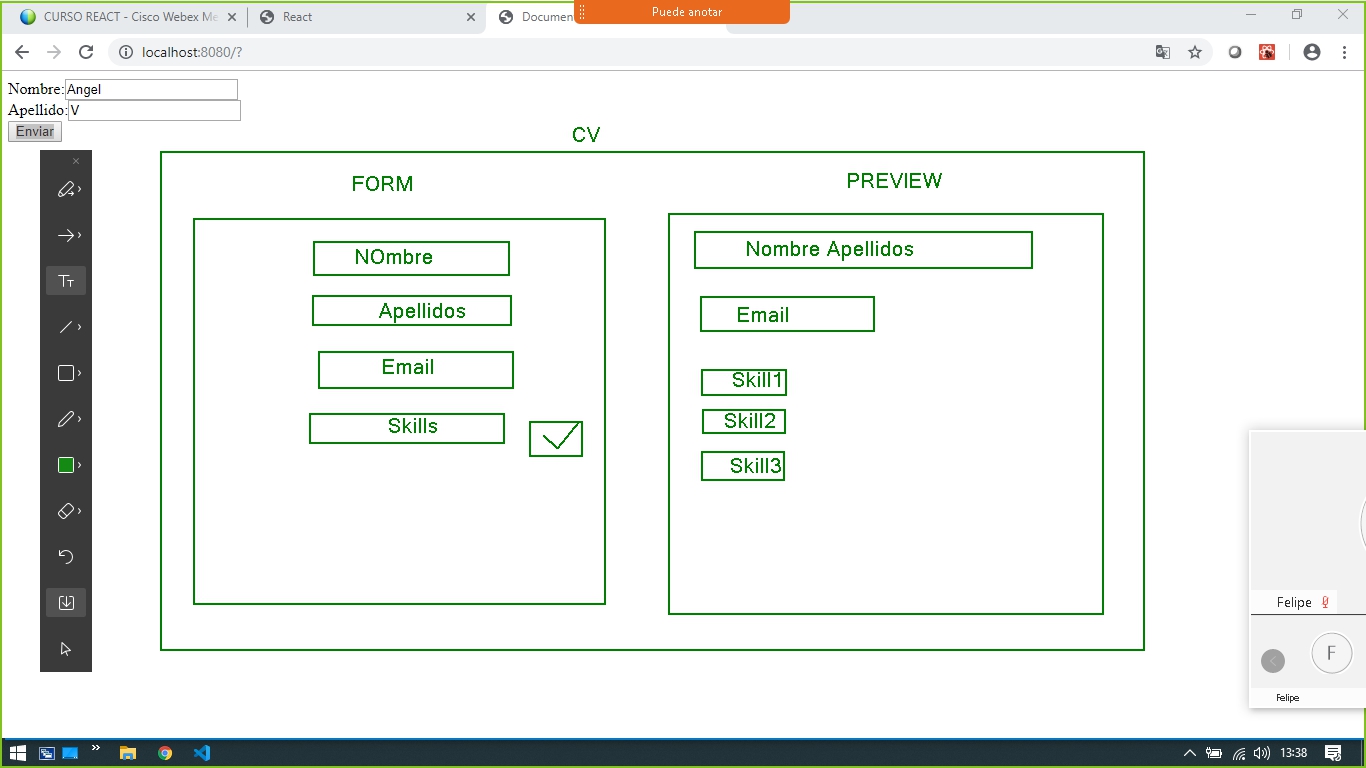 CURSO REACT - Cisco Webex Me
React
Documen
Puede anotar
localhost:8080/?
Nombre: Angel
Apellido: V
Enviar
CV
FORM
PREVIEW
NOmbre
Apellidos
Email
Skills
Nombre Apellidos
Email
Skill1
Skill2
Skill3
Felipe
F
Felipe
13:38